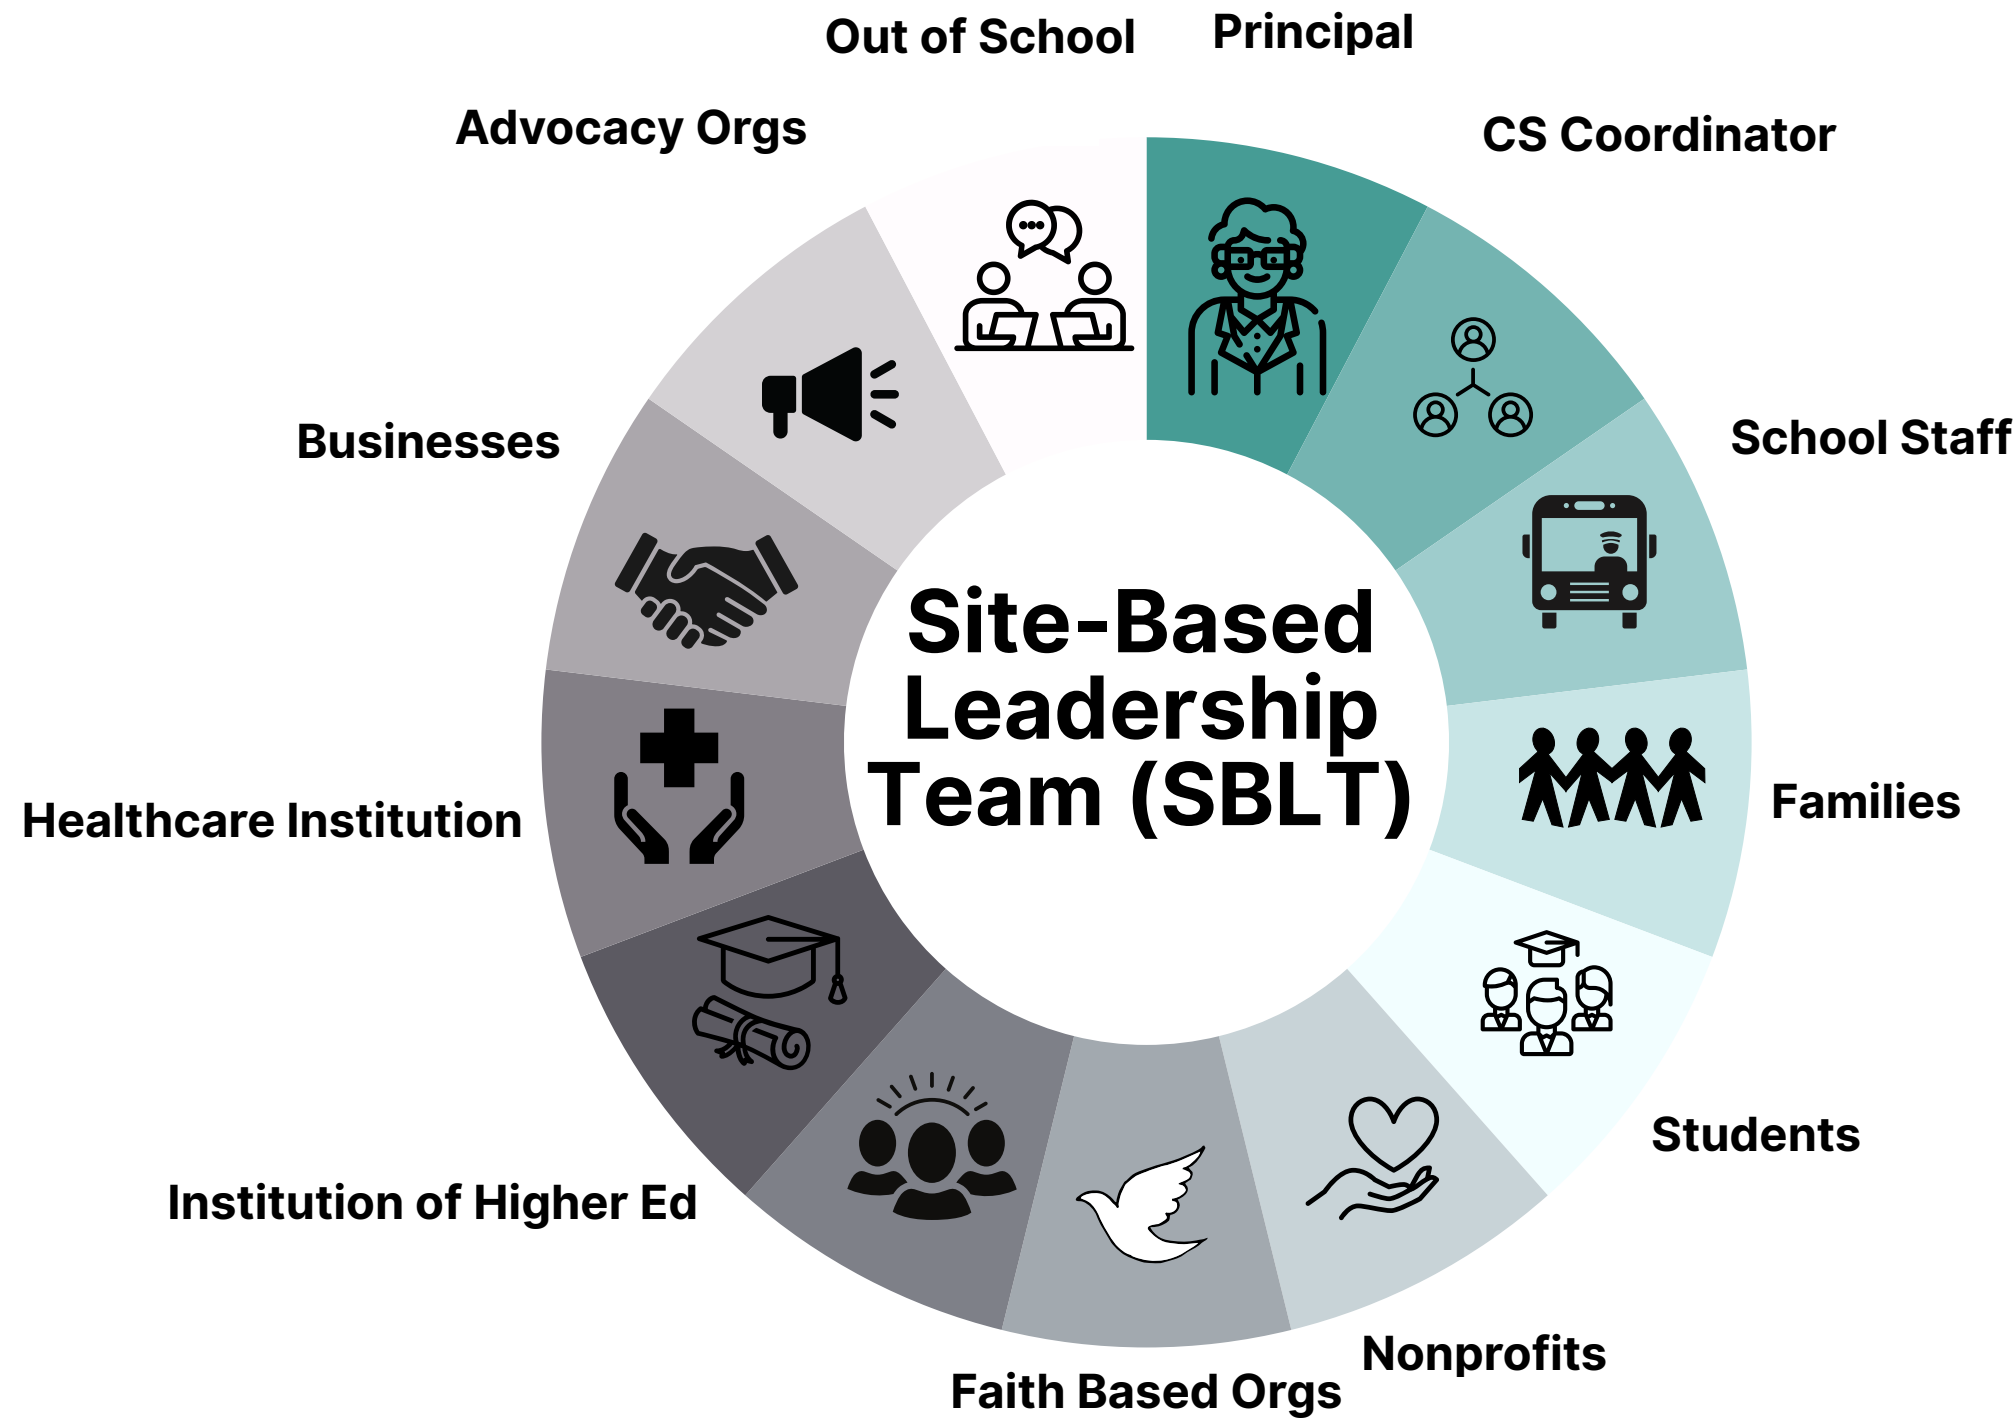 Out of School
Principal
Advocacy Orgs
CS Coordinator
Businesses
School Staff
Site-Based
Leadership
Team (SBLT)
Healthcare Institution
Families
Students
Institution of Higher Ed
Nonprofits
Faith Based Orgs